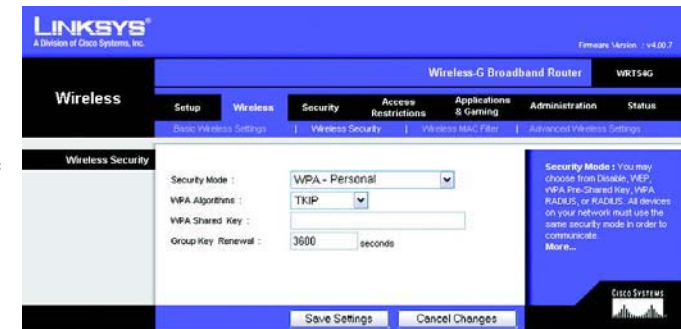 LINKSYS®
A Division of Cisco Systems, Inc.
Firmware Version : v4.00.7
Wireless-G Broadband Router WRT54G
Wireless
Setup Wireless Security Access Restrictions Applications & Gaming Administration Status
Basic Wireless Settings | Wireless Security | Wireless MAC Filter | Advanced Wireless Settings
Wireless Security
Security Mode : WPA - Personal
WPA Algorithms : TKIP
WPA Shared Key :
Group Key Renewal : 3600 seconds
Security Mode : You may
choose from Disable, WEP,
WPA Pre-Shared Key, WPA
RADIUS, or RADIUS. All devices
on your network must use the
same security mode in order to
communicate.
More...
CISCO SYSTEMS
Save Settings Cancel Changes